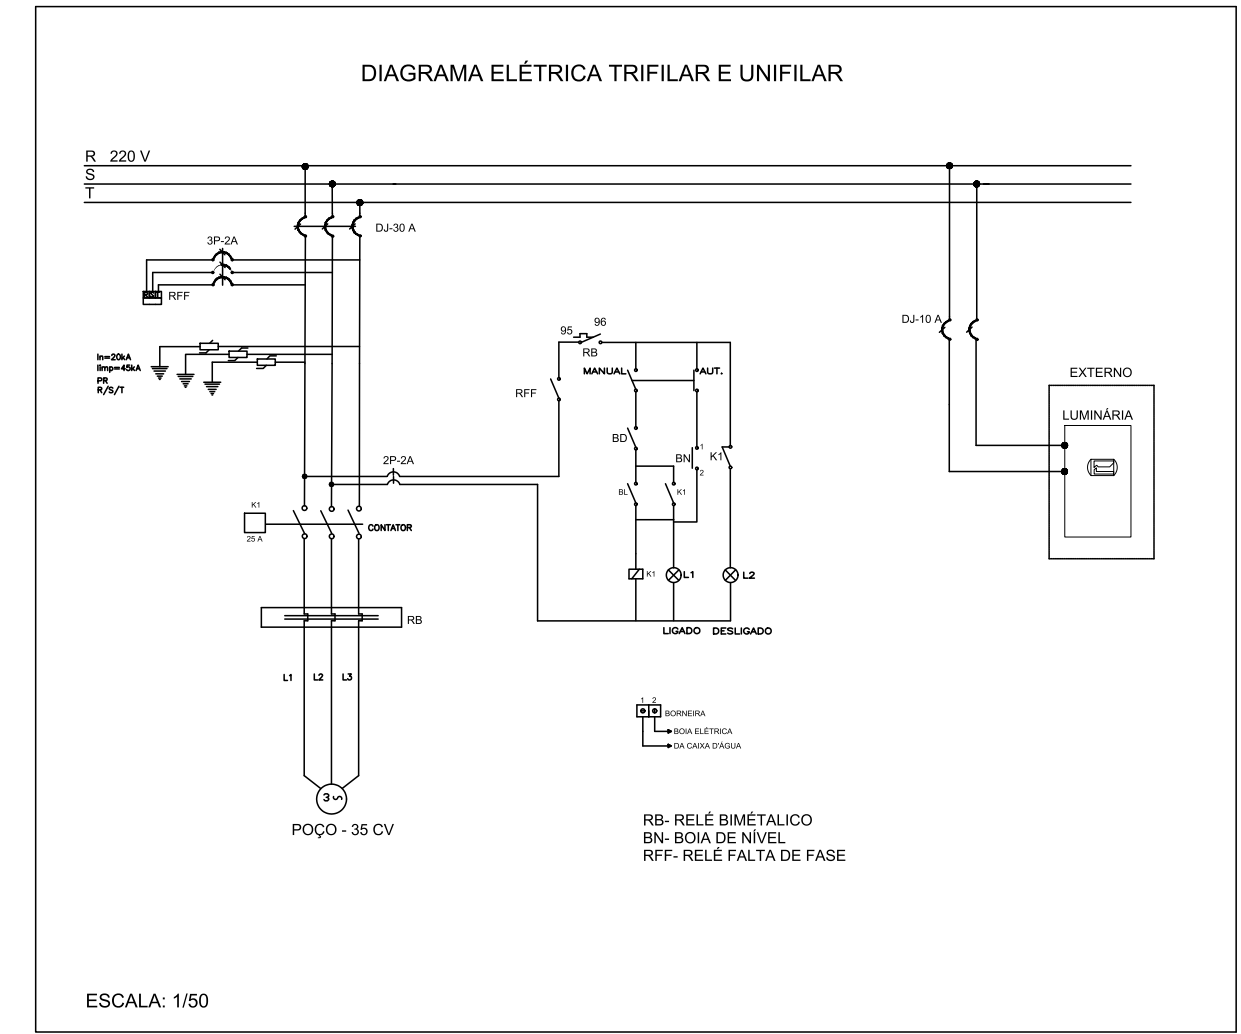 DIAGRAMA ELÉTRICA TRIFILAR E UNIFILAR
R 220 V
S
T
DJ-30 A
3P-2A
RFF
In=20kA
Iimp=45kA
PR
R/S/T
95
96
RB
MANUAL
AUT.
RFF
BD
BN
1
2
K1
2P-2A
BL
K1
K1
25 A
CONTATOR
K1
L1
L2
LIGADO
DESLIGADO
RB
L1
L2
L3
3
POÇO - 35 CV
DJ-10 A
EXTERNO
LUMINÁRIA
1 2
BORNEIRA
BOIA ELÉTRICA
DA CAIXA D'ÁGUA
RB- RELÉ BIMÉTALICO
BN- BOIA DE NÍVEL
RFF- RELÉ FALTA DE FASE
ESCALA: 1/50